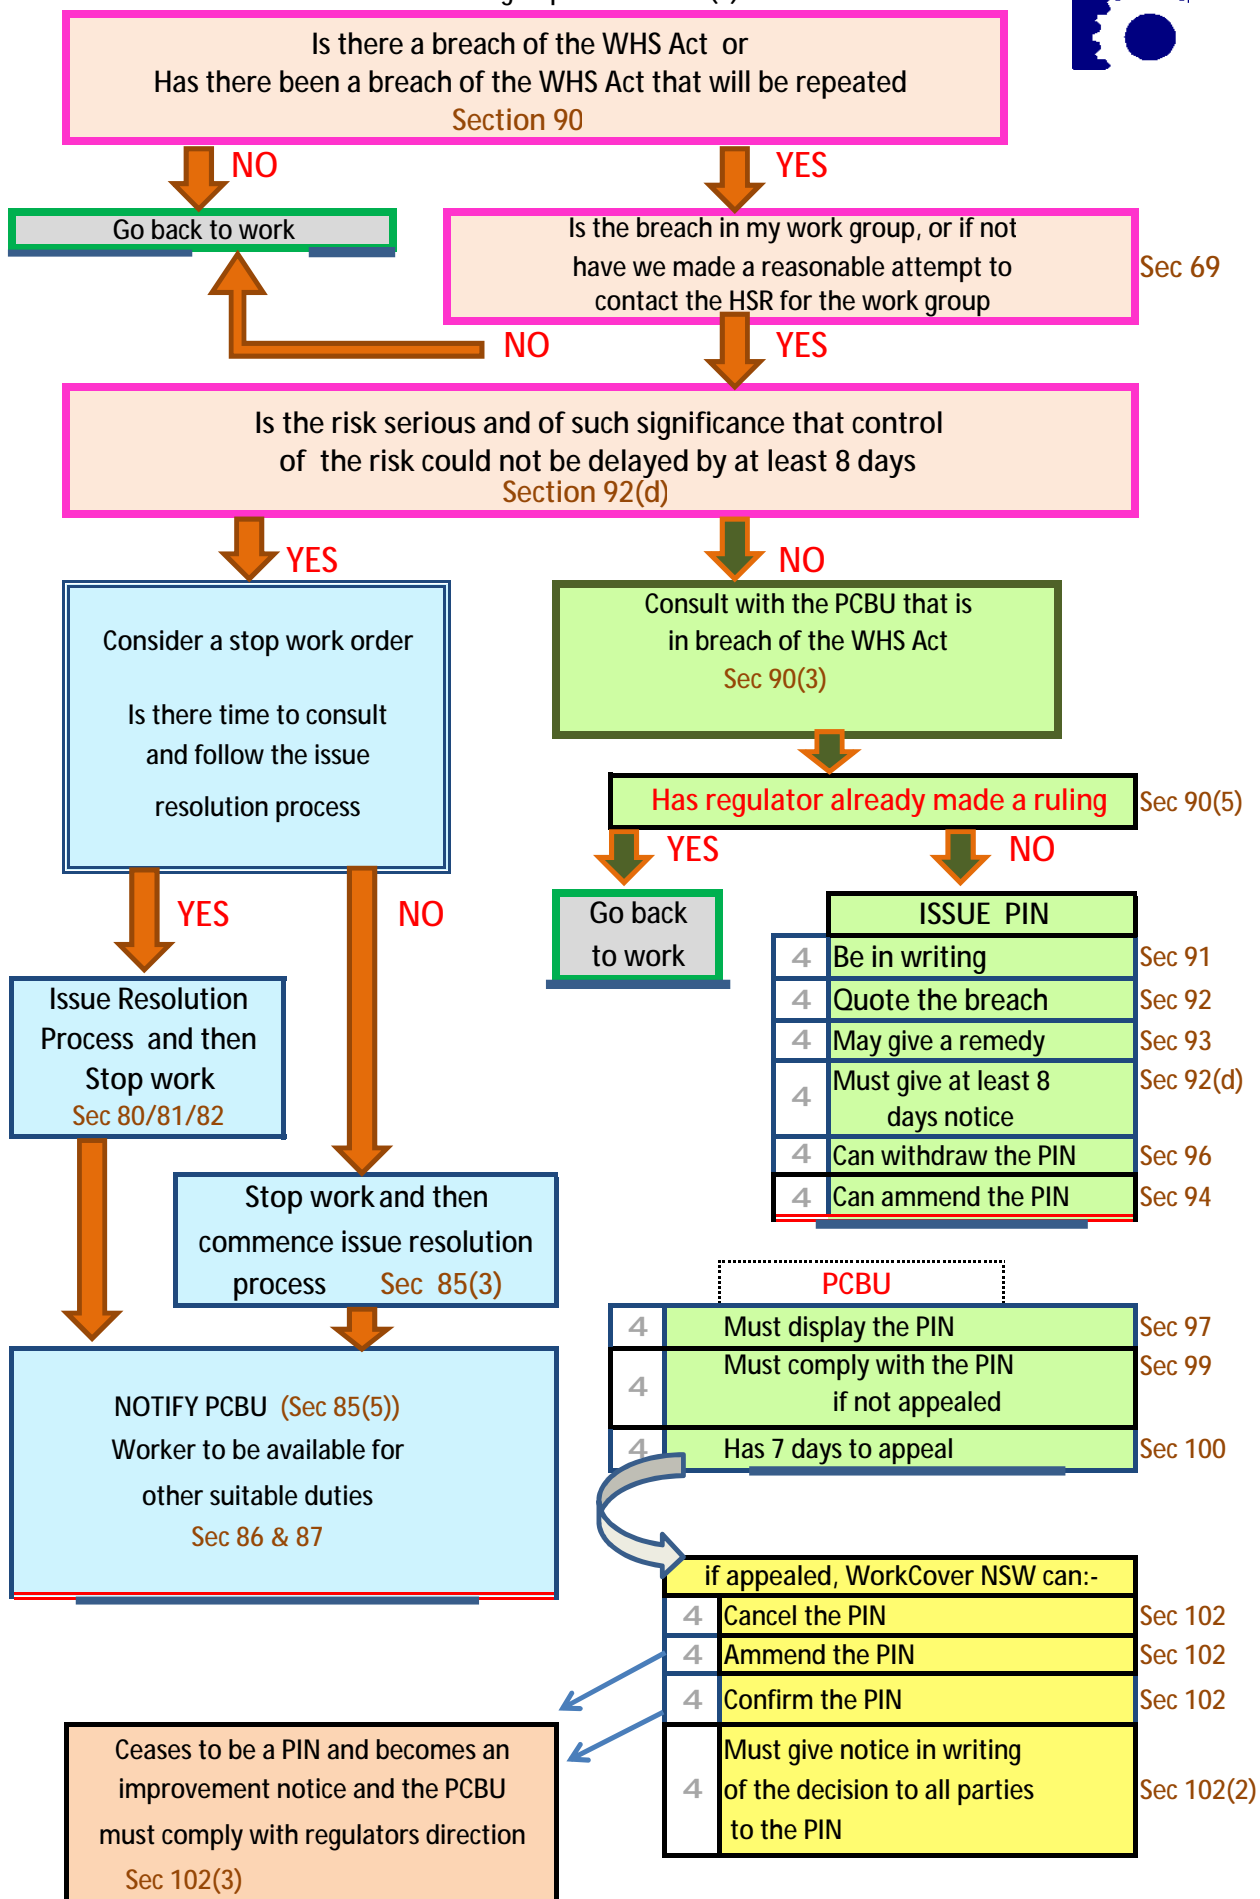 Is there a breach of the WHS Act or
Has there been a breach of the WHS Act that will be repeated
Section 90
NO
YES
Go back to work
Is the breach in my work group, or if not
have we made a reasonable attempt to
contact the HSR for the work group
Sec 69
NO
YES
Is the risk serious and of such significance that control
of the risk could not be delayed by at least 8 days
Section 92(d)
YES
NO
Consider a stop work order
Is there time to consult
and follow the issue
resolution process
Consult with the PCBU that is
in breach of the WHS Act
Sec 90(3)
Has regulator already made a ruling
Sec 90(5)
YES
NO
YES
NO
Go back
to work
ISSUE PIN
4 Be in writing Sec 91
4 Quote the breach Sec 92
4 May give a remedy Sec 93
4 Must give at least 8 Sec 92(d)
days notice
4 Can withdraw the PIN Sec 96
4 Can ammend the PIN Sec 94
Issue Resolution
Process and then
Stop work
Sec 80/81/82
Stop work and then
commence issue resolution
process Sec 85(3)
NOTIFY PCBU (Sec 85(5))
Worker to be available for
other suitable duties
Sec 86 & 87
PCBU
4 Must display the PIN Sec 97
4 Must comply with the PIN Sec 99
if not appealed
4 Has 7 days to appeal Sec 100
if appealed, WorkCover NSW can:-
4 Cancel the PIN Sec 102
4 Ammend the PIN Sec 102
4 Confirm the PIN Sec 102
Must give notice in writing
4 of the decision to all parties Sec 102(2)
to the PIN
Ceases to be a PIN and becomes an
improvement notice and the PCBU
must comply with regulators direction
Sec 102(3)